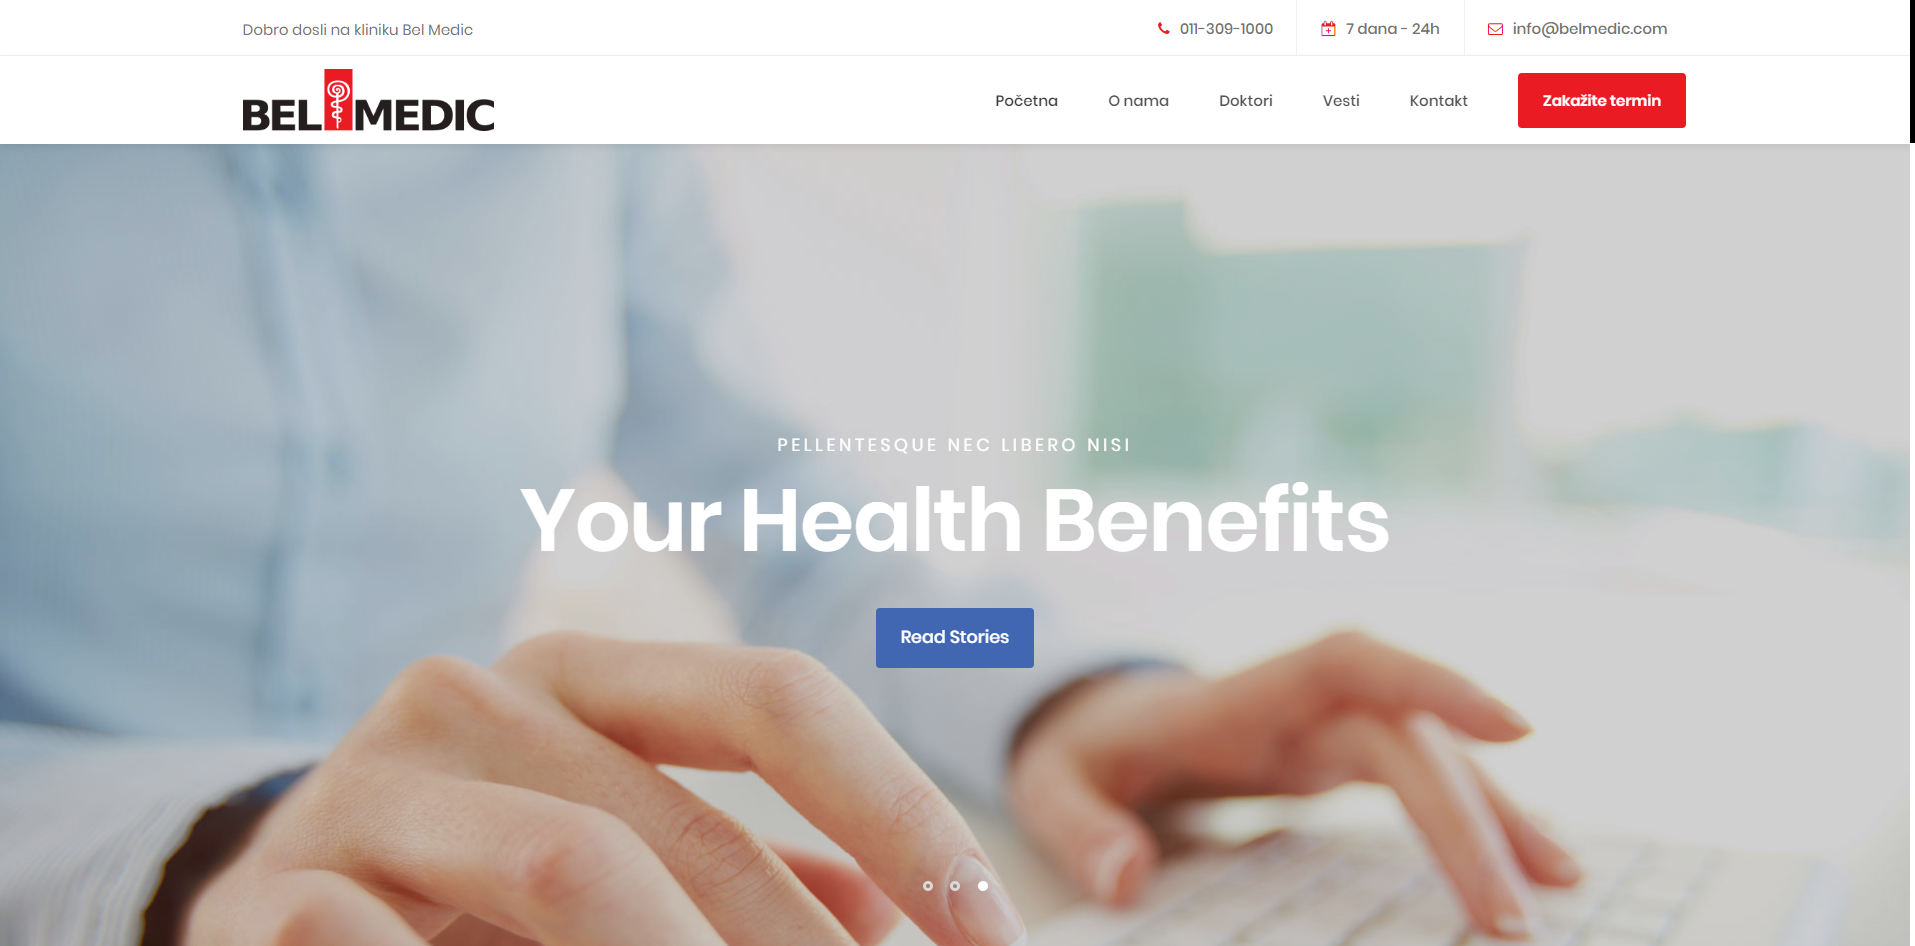 Dobro dosli na kliniku Bel Medic
011-309-1000
7 dana - 24h
info@belmedic.com
BEL MEDIC
Početna
O nama
Doktori
Vesti
Kontakt
Zakažite termin
PELLENTESQUE NEC LIBERO NISI
Your Health Benefits
Read Stories